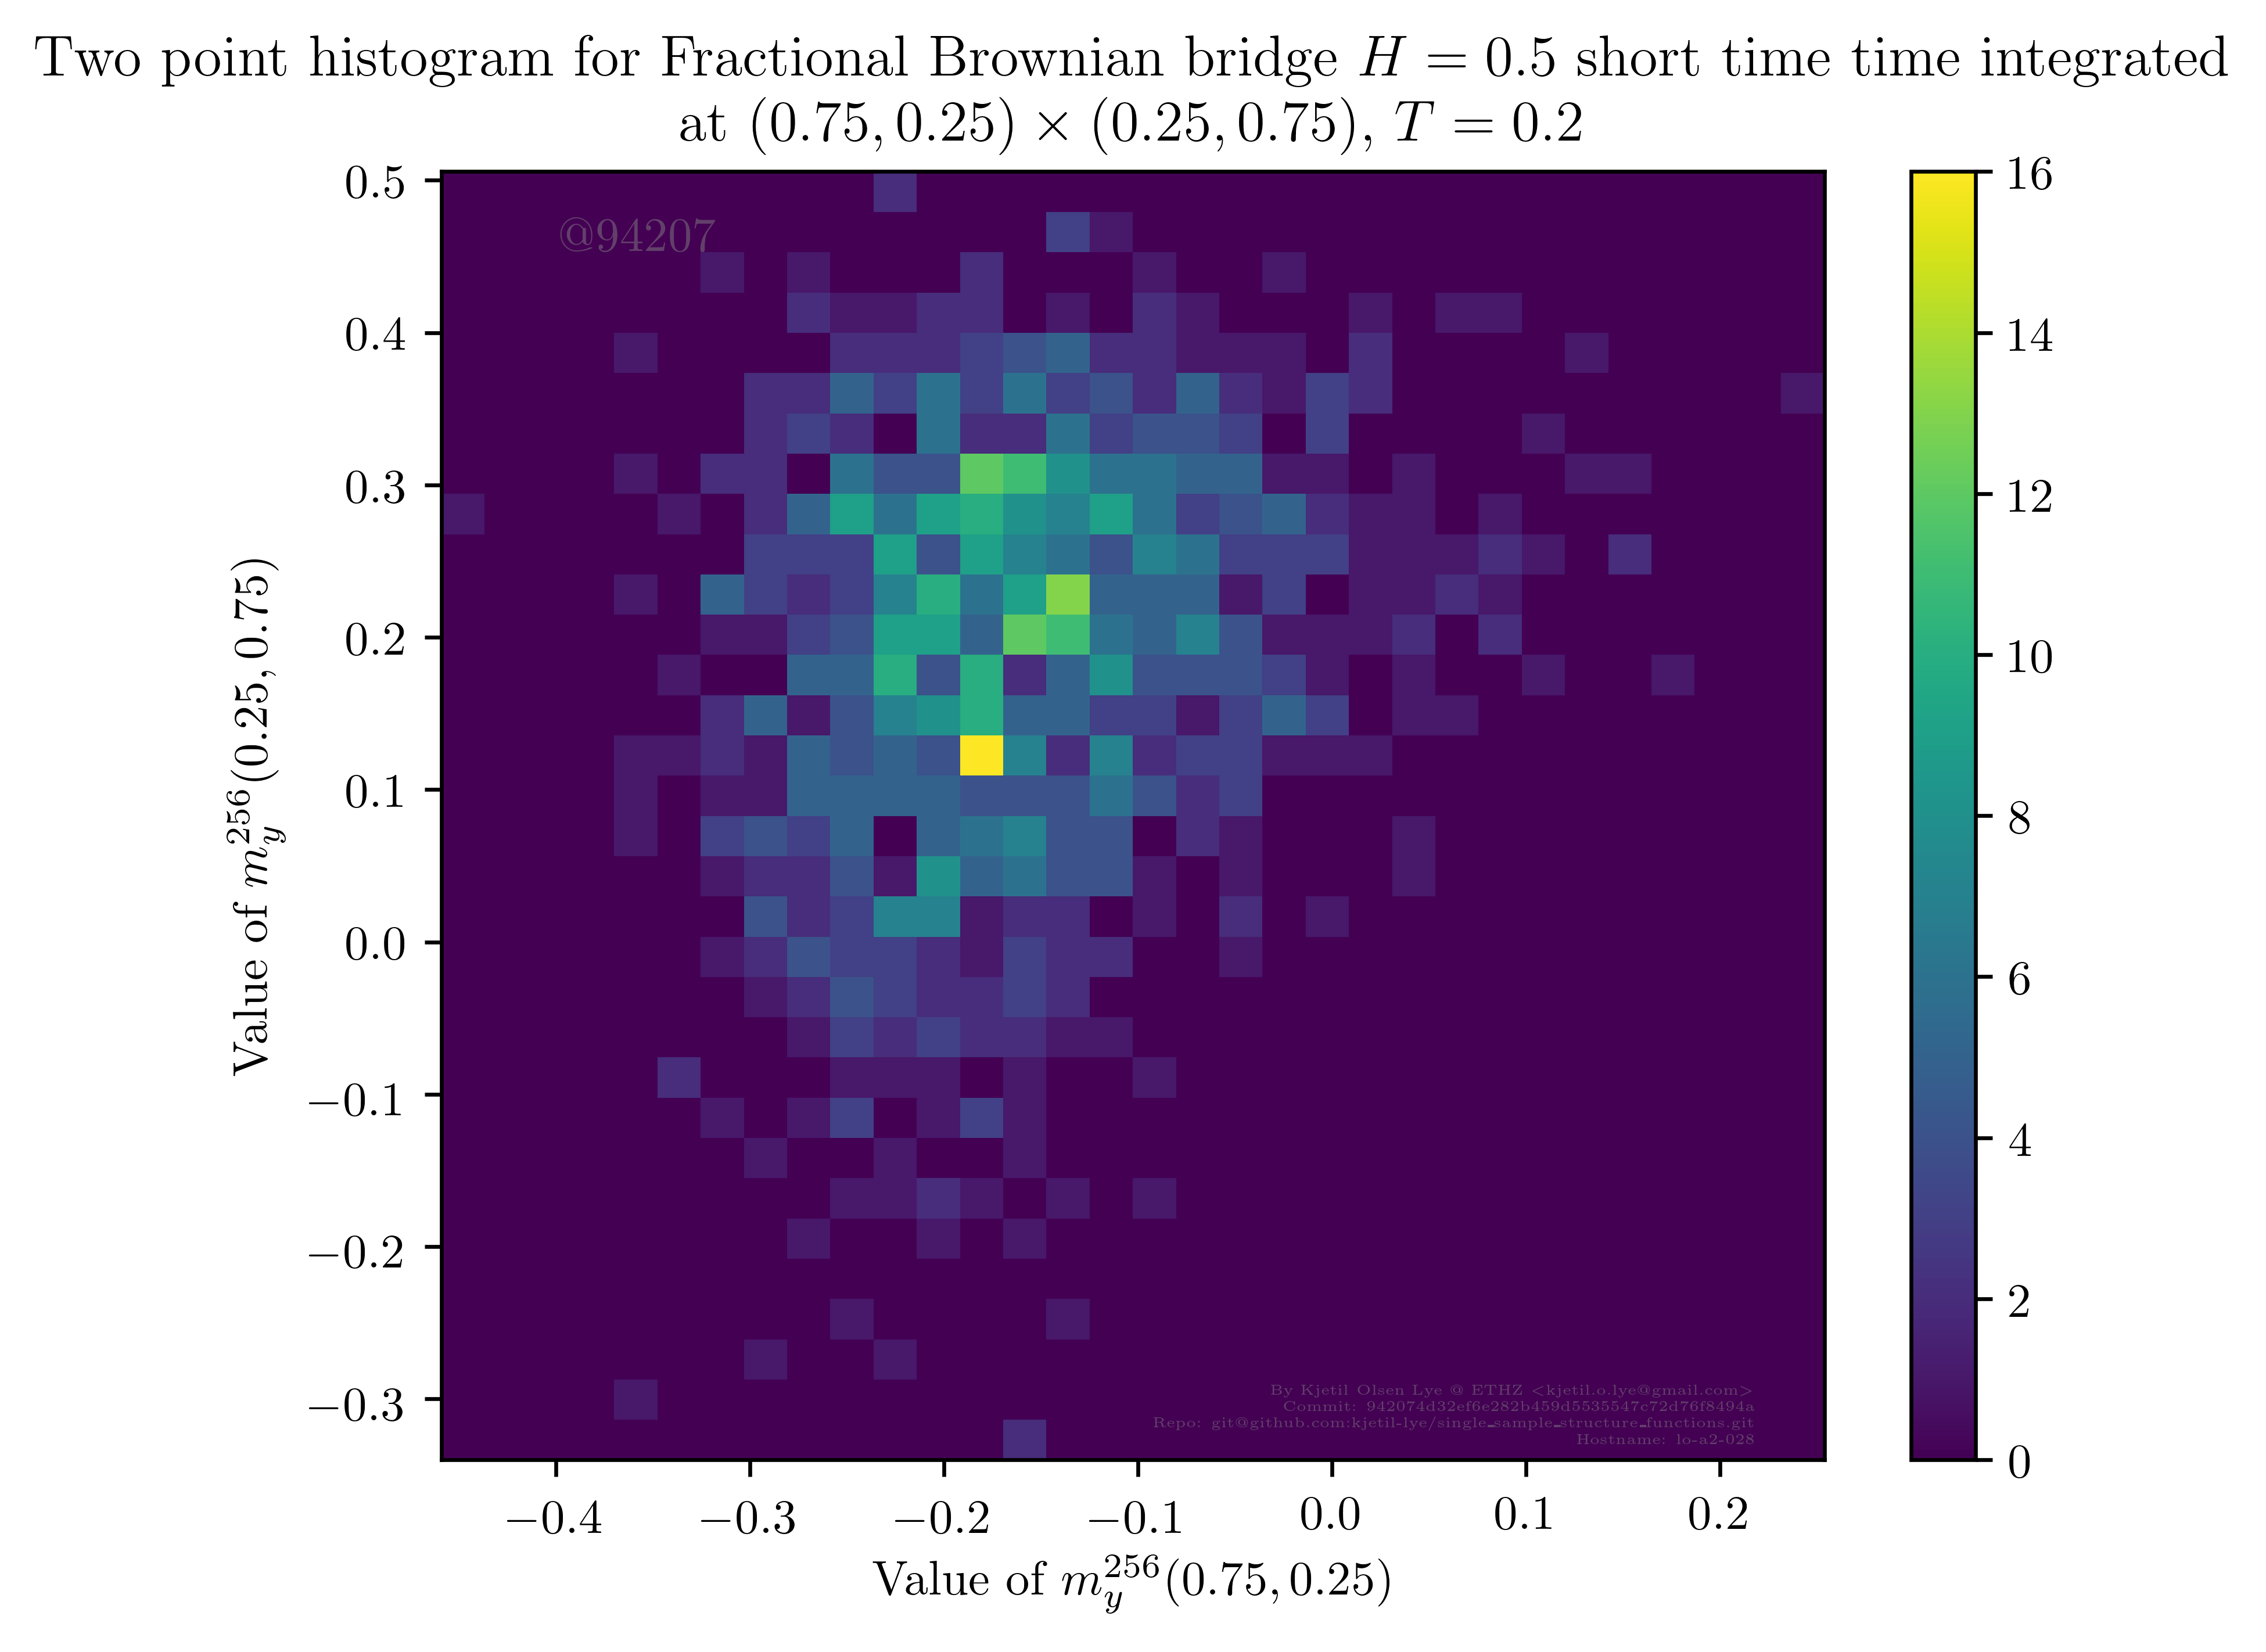 Two point histogram for Fractional Brownian bridge H = 0.5 short time time integrated
at (0.75, 0.25) × (0.25, 0.75), T = 0.2
@94207
0.5
0.4
0.3
0.2
0.1
0.0
−0.1
−0.2
−0.3
Value of m_y^256(0.25, 0.75)
16
14
12
10
8
6
4
2
0
By Kjetil Olsen Lye @ ETHZ <kjetil.o.lye@gmail.com>
Commit: 942074d32ef6e282b459d5535547c72d76f8494a
Repo: git@github.com:kjetil-lye/single_sample_structure_functions.git
Hostname: lo-a2-028
−0.4 −0.3 −0.2 −0.1 0.0 0.1 0.2
Value of m_y^256(0.75, 0.25)